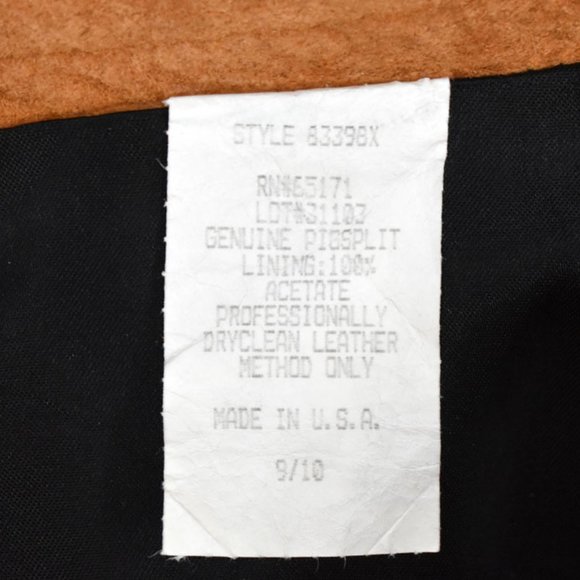 STYLE 83398X
RN#65171
LOT#31103
GENUINE PIGSPLIT
LINING:100%
ACETATE
PROFESSIONALLY
DRYCLEAN LEATHER
METHOD ONLY
MADE IN U.S.A.
9/10